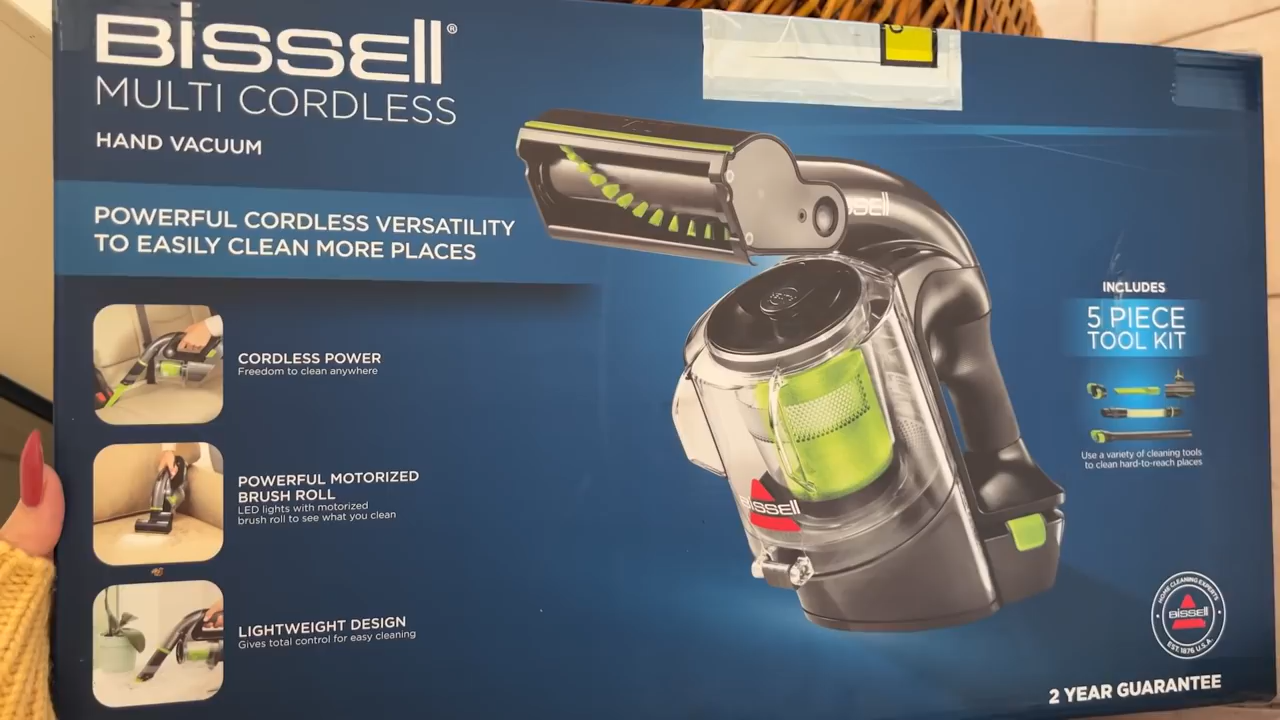 BISSELL®
MULTI CORDLESS
HAND VACUUM
POWERFUL CORDLESS VERSATILITY
TO EASILY CLEAN MORE PLACES
CORDLESS POWER
Freedom to clean anywhere
POWERFUL MOTORIZED
BRUSH ROLL
LED lights with motorized
brush roll to see what you clean
LIGHTWEIGHT DESIGN
Gives total control for easy cleaning
BISSELL
BISSELL
INCLUDES
5 PIECE
TOOL KIT
Use a variety of cleaning tools
to clean hard-to-reach places
HOME CLEANING EXPERTS
BISSELL
EST. 1876 U.S.A.
2 YEAR GUARANTEE